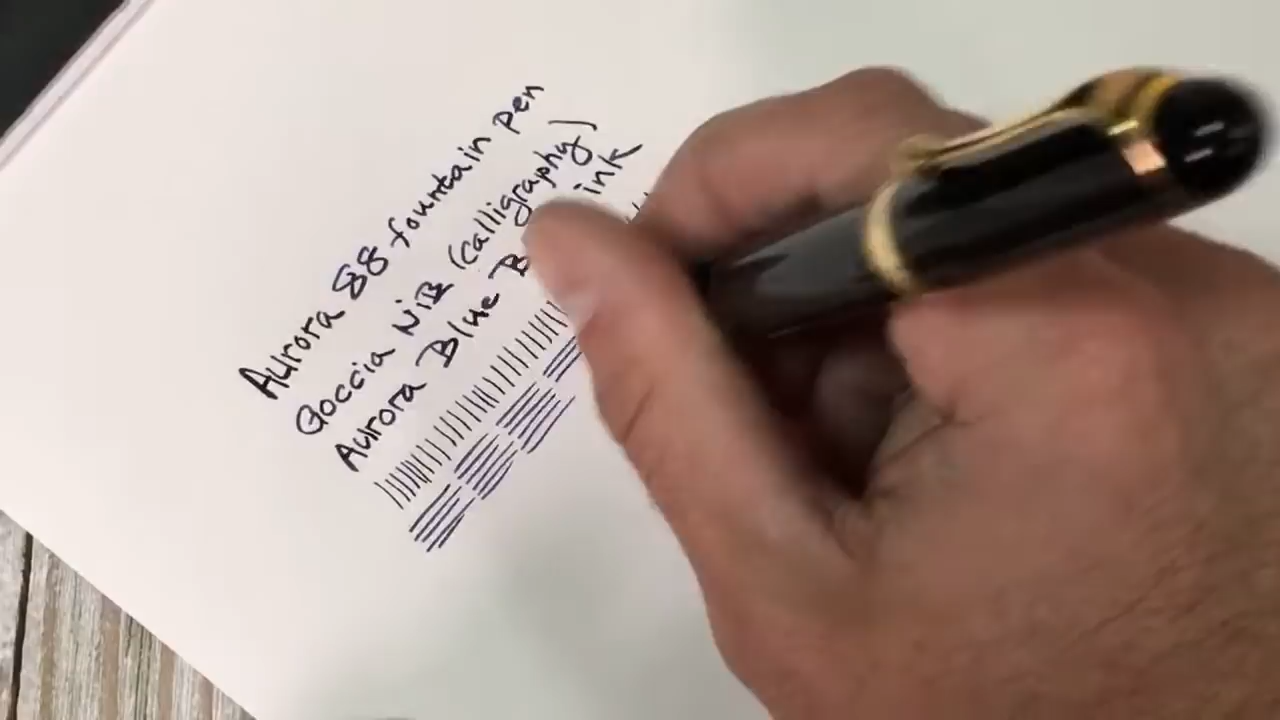 Aurora 88 fountain pen
Goccia Nib (calligraphy)
Aurora Blue ink